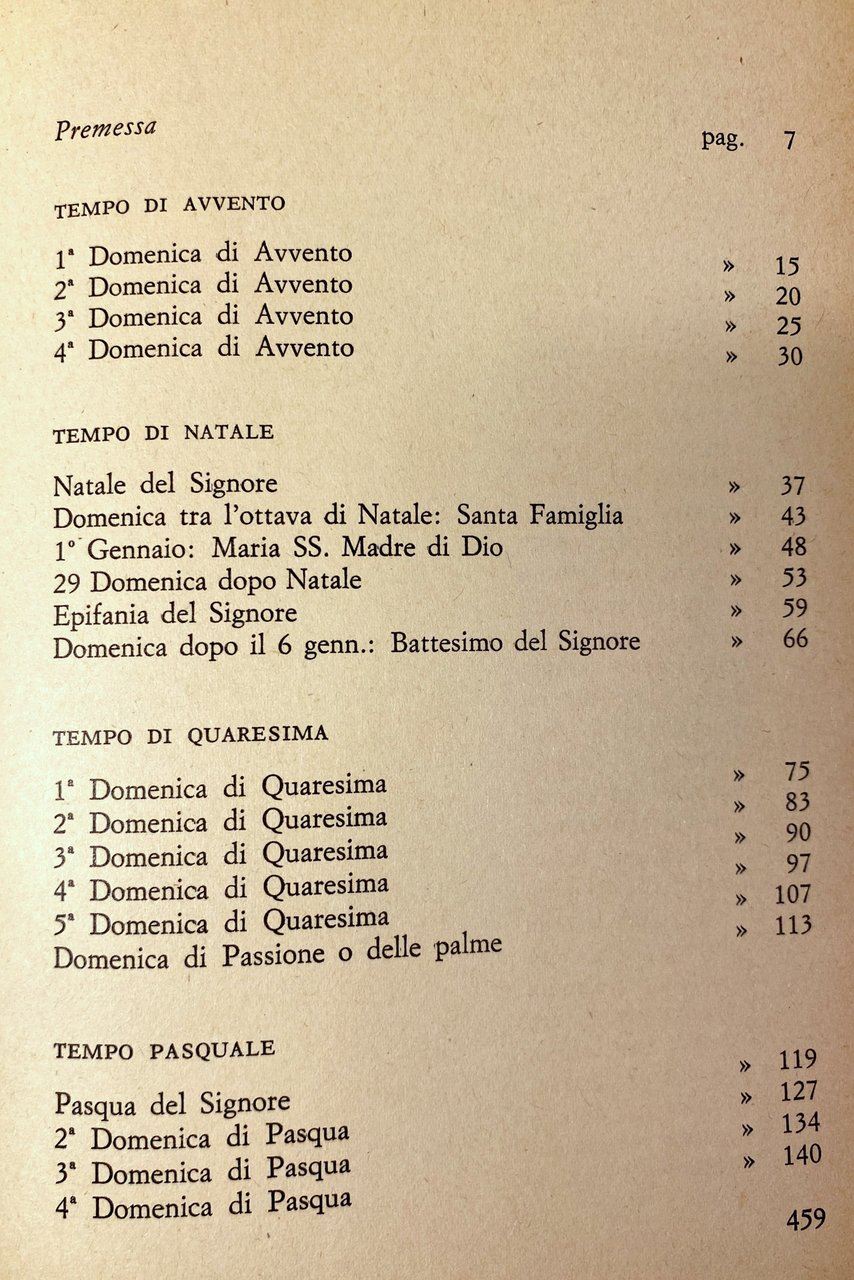 Premessa pag. 7
TEMPO DI AVVENTO
1ª Domenica di Avvento » 15
2ª Domenica di Avvento » 20
3ª Domenica di Avvento » 25
4ª Domenica di Avvento » 30
TEMPO DI NATALE
Natale del Signore » 37
Domenica tra l'ottava di Natale: Santa Famiglia » 43
1º Gennaio: Maria SS. Madre di Dio » 48
29 Domenica dopo Natale » 53
Epifania del Signore » 59
Domenica dopo il 6 genn.: Battesimo del Signore » 66
TEMPO DI QUARESIMA
1ª Domenica di Quaresima » 75
2ª Domenica di Quaresima » 83
3ª Domenica di Quaresima » 90
4ª Domenica di Quaresima » 97
5ª Domenica di Quaresima » 107
Domenica di Passione o delle palme » 113
TEMPO PASQUALE
Pasqua del Signore » 119
2ª Domenica di Pasqua » 127
3ª Domenica di Pasqua » 134
4ª Domenica di Pasqua » 140
459